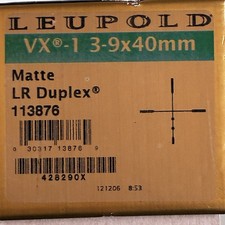 LEUPOLD
VX®-1 3-9x40mm
Matte
LR Duplex®
113876
0 30317 13876 9
428290X
121206 8:53